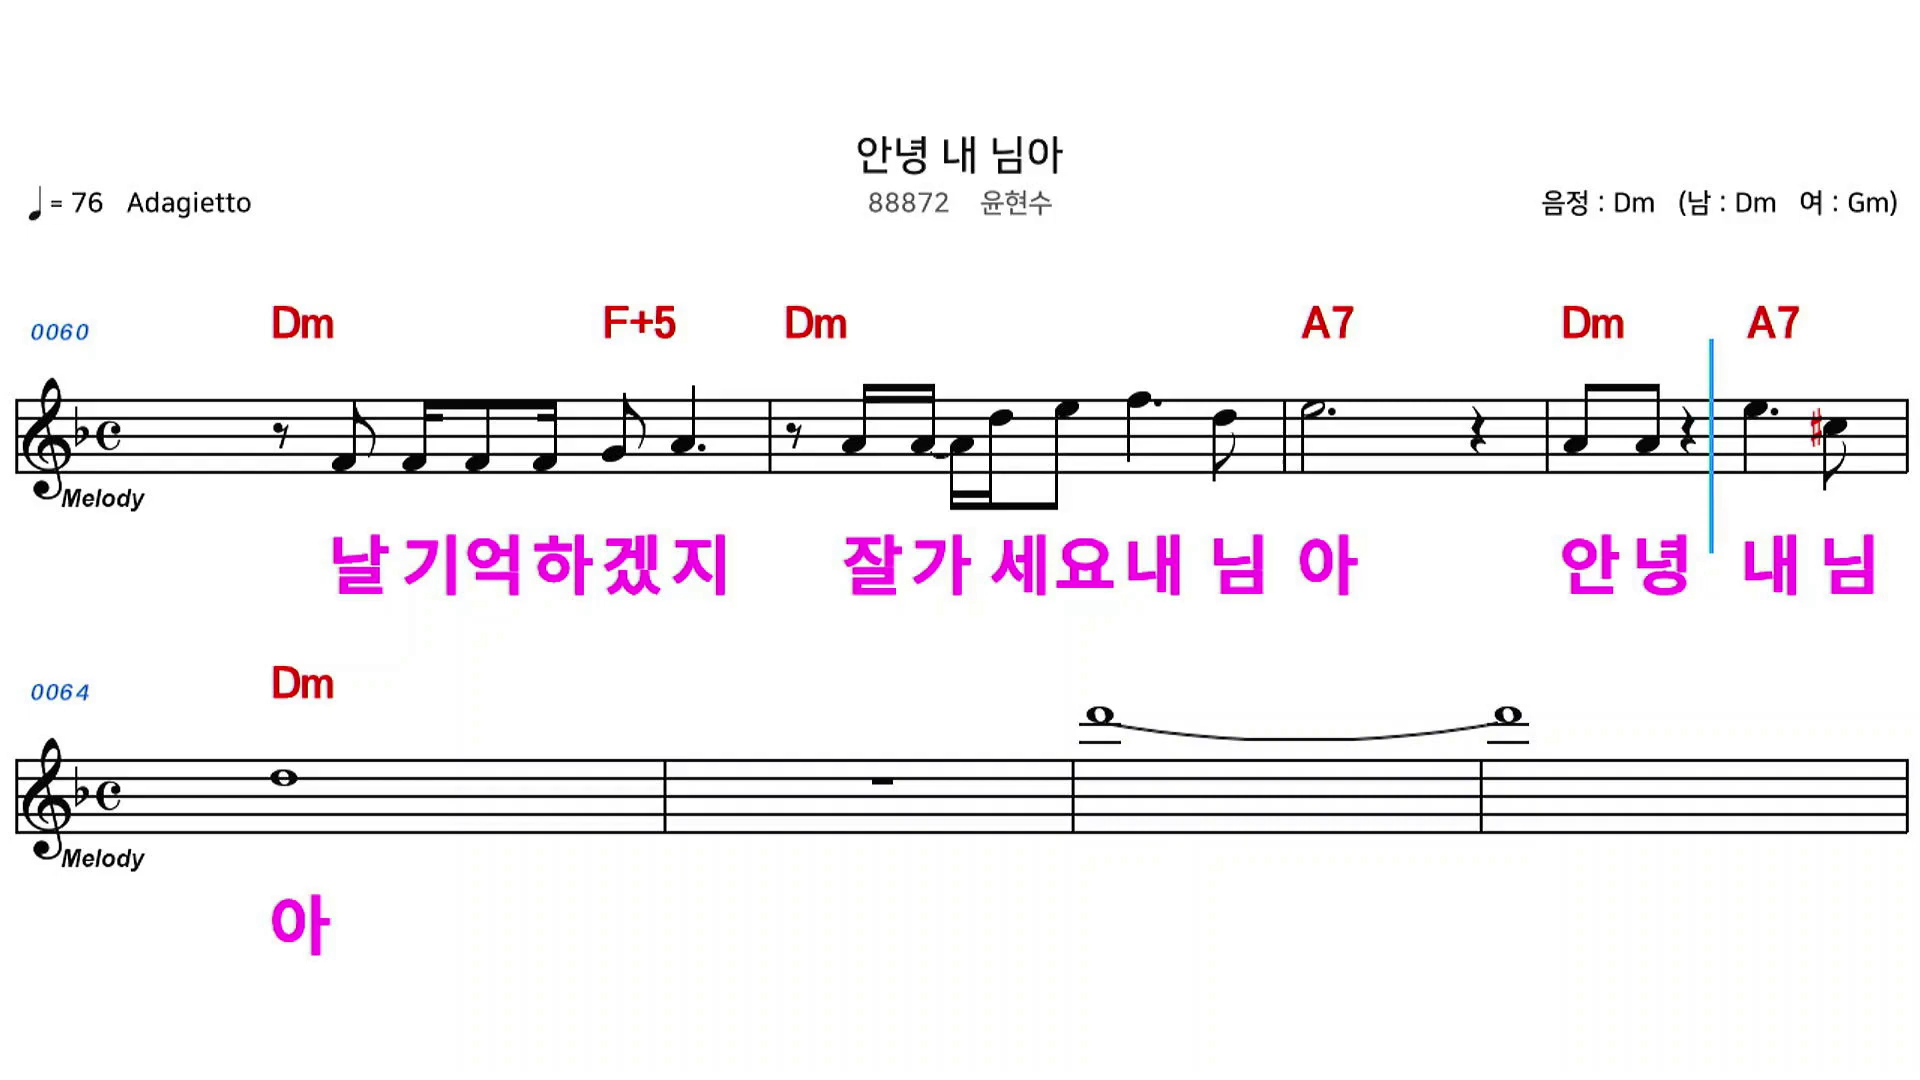 안녕 내 님아
♩= 76 Adagietto 88872 윤현수 음정 : Dm (남 : Dm 여 : Gm)
0060 Dm F+5 Dm A7 Dm A7
Melody
날 기억하겠지 잘가 세요내 님 아 안녕 내 님
0064 Dm
Melody
아